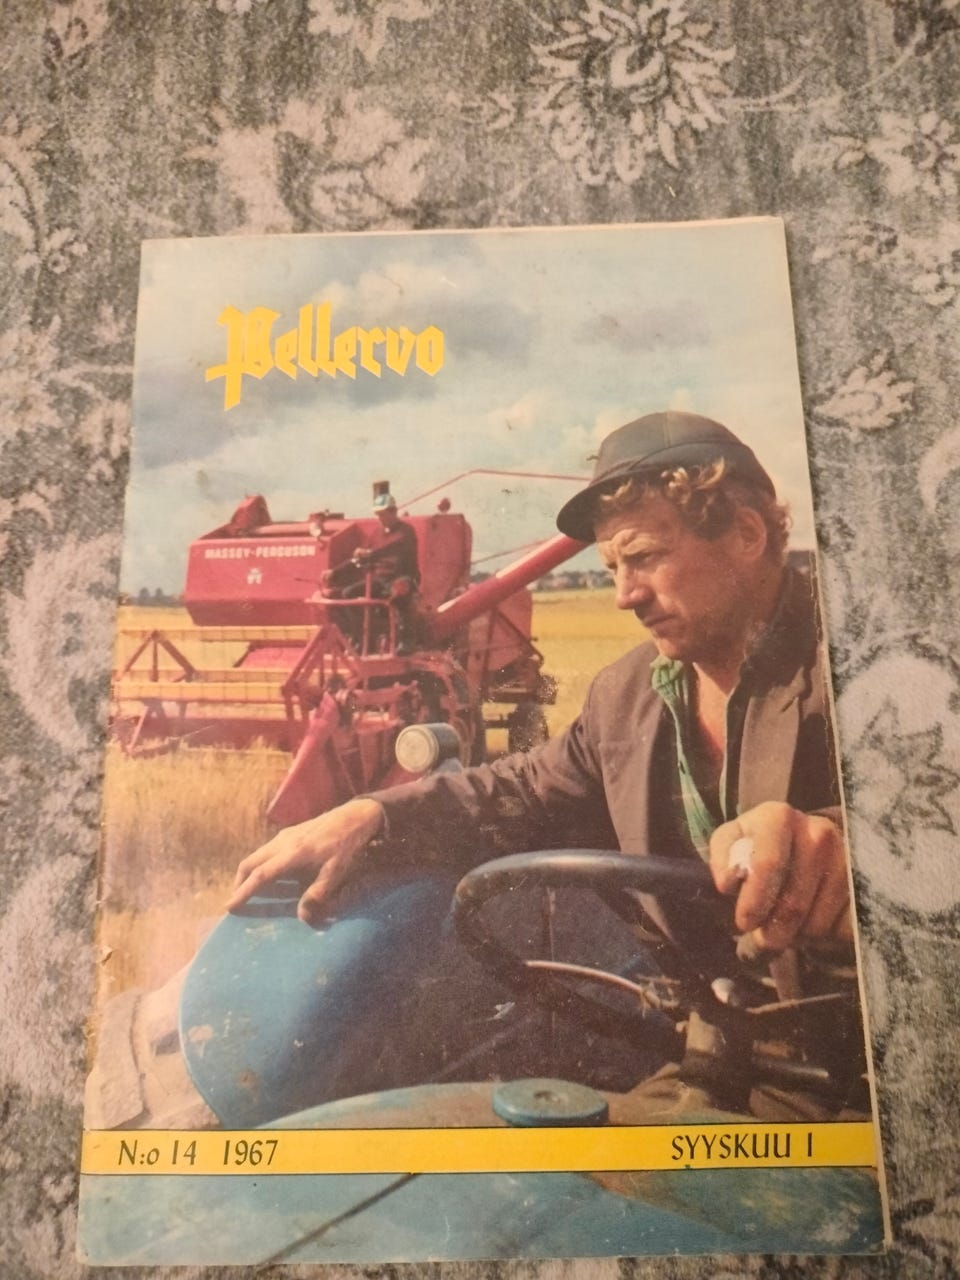 Pellervo
MASSEY-FERGUSON
N:o 14 1967
SYYSKUU I